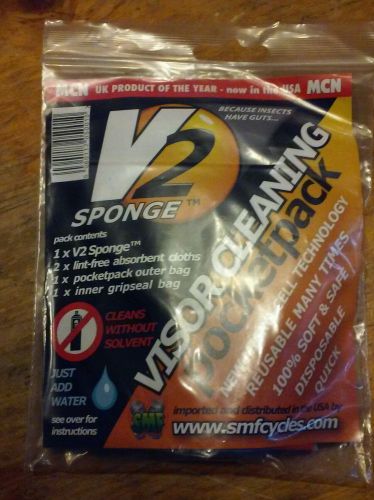 MCN UK PRODUCT OF THE YEAR - now in the USA MCN
BECAUSE INSECTS
HAVE GUTS...
V2
SPONGE™
pack contents
1 x V2 Sponge™
2 x lint-free absorbent cloths
1 x pocketpack outer bag
1 x inner gripseal bag
VISOR CLEANING
pocketpack
CELL TECHNOLOGY
REUSABLE MANY TIMES
100% SOFT & SAFE
DISPOSABLE
QUICK
CLEANS
WITHOUT
SOLVENT
JUST
ADD
WATER
see over for
instructions
SMF
imported and distributed in the USA by
www.smfcycles.com